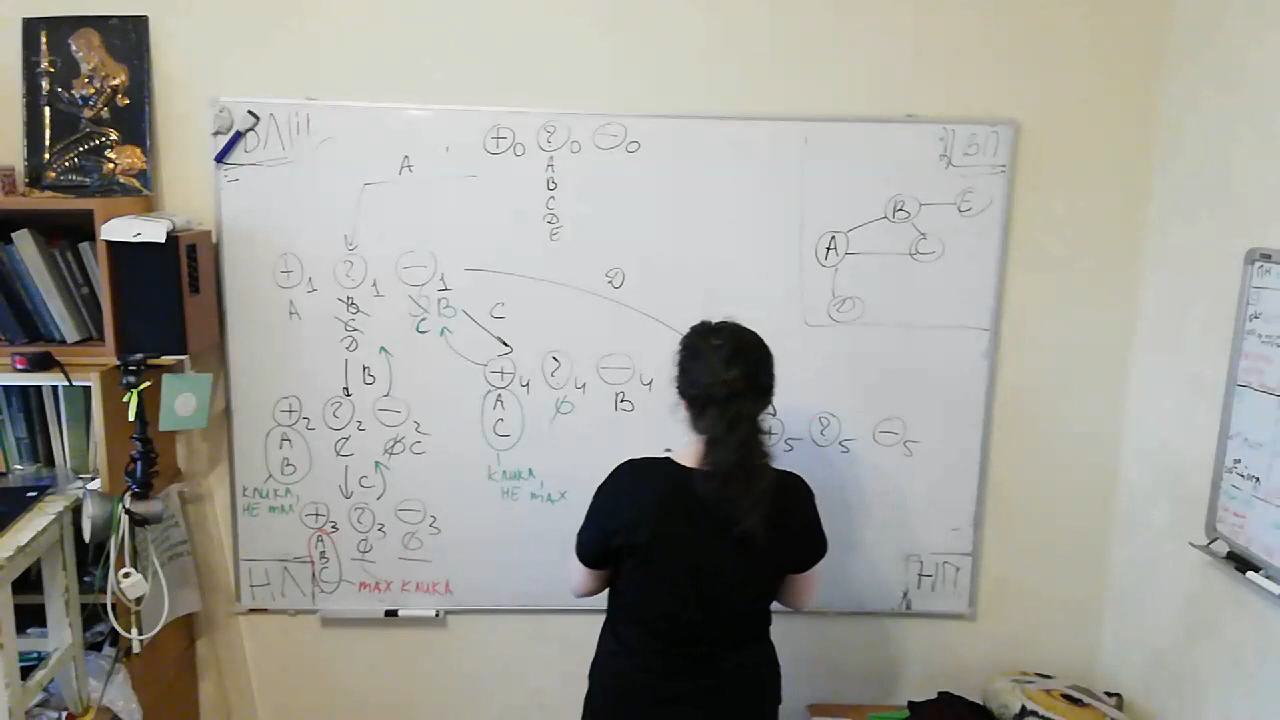 ВЛ
ВП
+ 0 ? 0 − 0
A
B
C
D
E
A
B
E
A
C
D
+ 1 ? 1 − 1
A
B
C
D
B
C
D
C
B
+ 4 ? 4 − 4
A
C
∅
B
КЛИКА,
НЕ MAX
+ 2 ? 2 − 2
A
B
C
∅ C
КЛИКА,
НЕ MAX
C
+ 5 ? 5 − 5
+ 3 ? 3 − 3
A
B
C
∅
∅
MAX КЛИКА
НЛ
НП